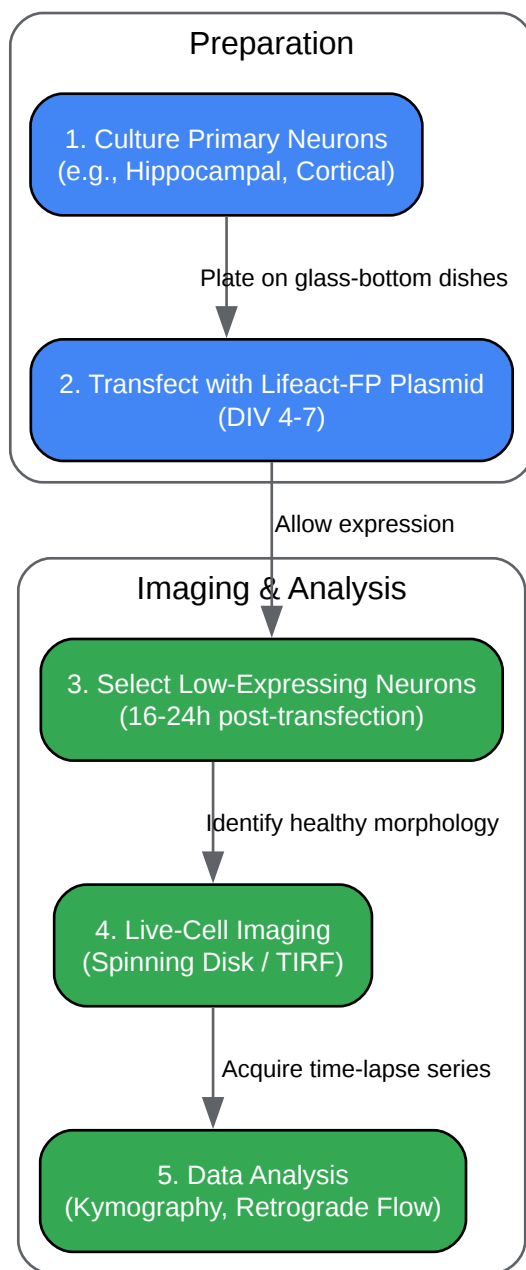 Preparation
1. Culture Primary Neurons
(e.g., Hippocampal, Cortical)
Plate on glass-bottom dishes
2. Transfect with Lifeact-FP Plasmid
(DIV 4-7)
Allow expression
Imaging & Analysis
3. Select Low-Expressing Neurons
(16-24h post-transfection)
Identify healthy morphology
4. Live-Cell Imaging
(Spinning Disk / TIRF)
Acquire time-lapse series
5. Data Analysis
(Kymography, Retrograde Flow)